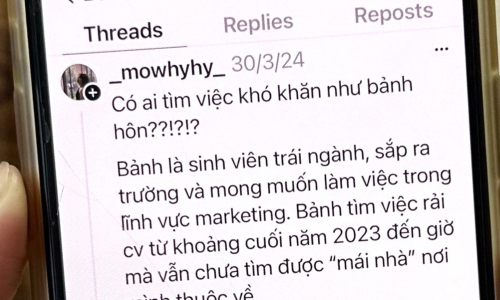 Threads Replies Reposts
_mowhyhy_ 30/3/24
Có ai tìm việc khó khăn như bảnh
hôn??!?!?
Bảnh là sinh viên trái ngành, sắp ra
trường và mong muốn làm việc trong
lĩnh vực marketing. Bảnh tìm việc rải
cv từ khoảng cuối năm 2023 đến giờ
mà vẫn chưa tìm được “mái nhà” nơi
thuộc về